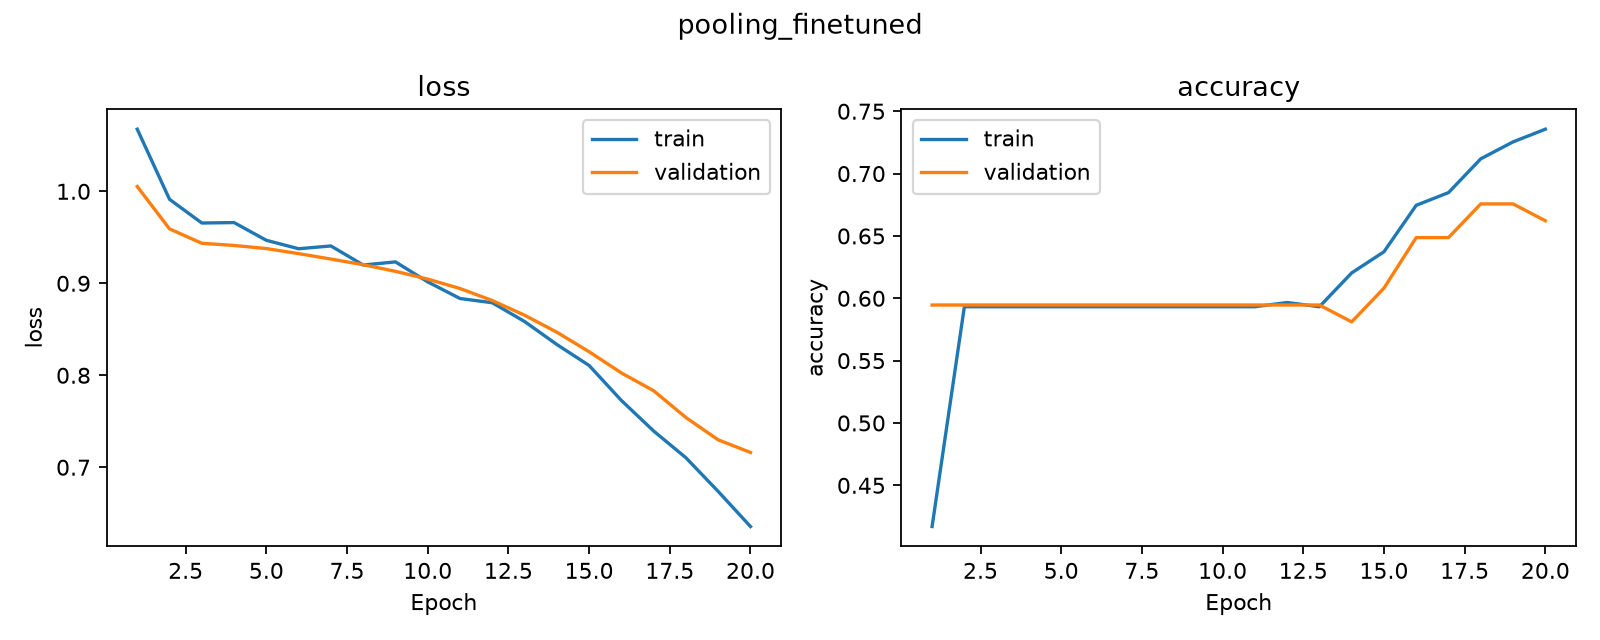 pooling_finetuned
loss
train
validation
1.0
0.9
0.8
0.7
loss
2.5 5.0 7.5 10.0 12.5 15.0 17.5 20.0
Epoch
accuracy
train
validation
0.75
0.70
0.65
0.60
0.55
0.50
0.45
accuracy
2.5 5.0 7.5 10.0 12.5 15.0 17.5 20.0
Epoch